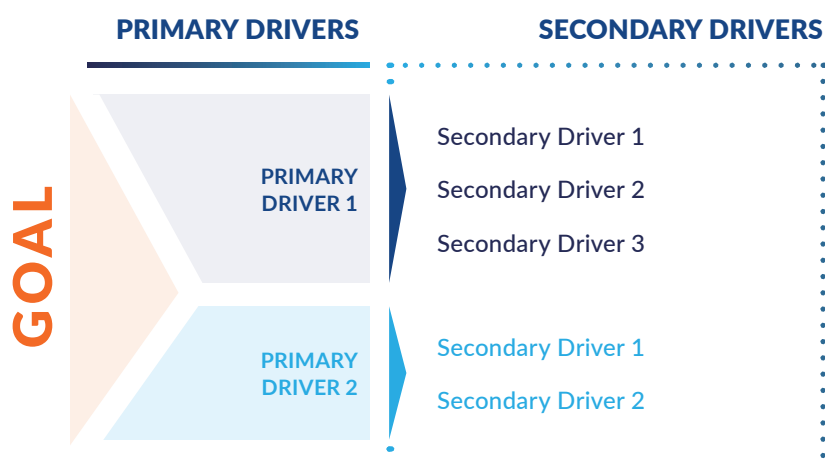 PRIMARY DRIVERS
SECONDARY DRIVERS
GOAL
PRIMARY
DRIVER 1
Secondary Driver 1
Secondary Driver 2
Secondary Driver 3
PRIMARY
DRIVER 2
Secondary Driver 1
Secondary Driver 2